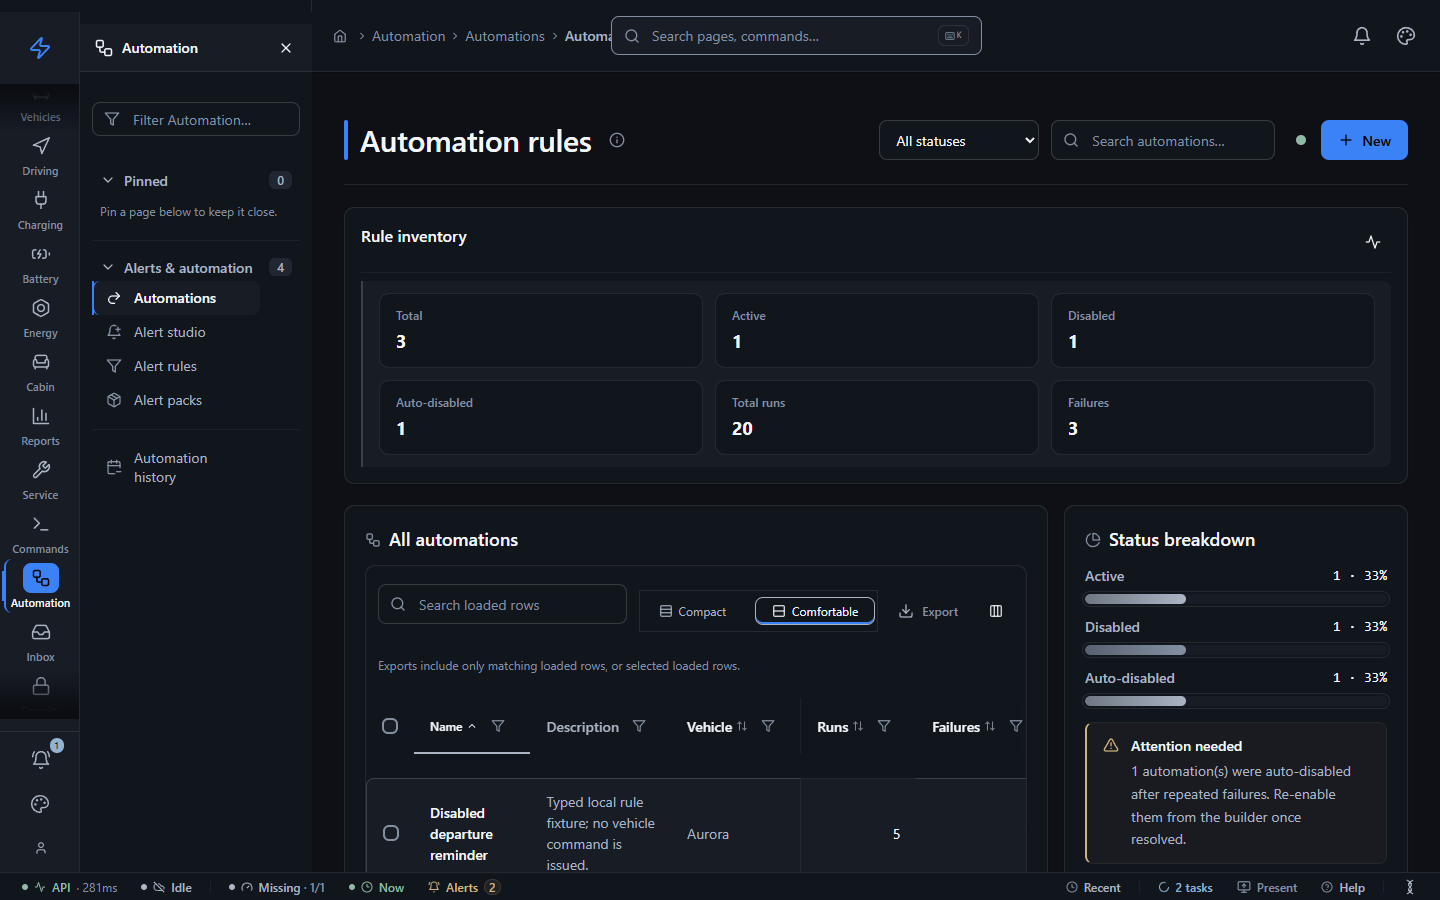 Automation
Automation
Automations
Automa
Search pages, commands...
K
Vehicles
Driving
Charging
Battery
Energy
Cabin
Reports
Service
Commands
Automation
Inbox
1
Filter Automation...
Pinned
0
Pin a page below to keep it close.
Alerts & automation
4
Automations
Alert studio
Alert rules
Alert packs
Automation
history
Automation rules
All statuses
Search automations...
New
Rule inventory
Total
3
Active
1
Disabled
1
Auto-disabled
1
Total runs
20
Failures
3
All automations
Search loaded rows
Compact
Comfortable
Export
Exports include only matching loaded rows, or selected loaded rows.
Name
Description
Vehicle
Runs
Failures
Disabled
departure
reminder
Typed local rule
fixture; no vehicle
command is
issued.
Aurora
5
Status breakdown
Active
1 · 33%
Disabled
1 · 33%
Auto-disabled
1 · 33%
Attention needed
1 automation(s) were auto-disabled
after repeated failures. Re-enable
them from the builder once
resolved.
API · 281ms
Idle
Missing · 1/1
Now
Alerts 2
Recent
2 tasks
Present
Help